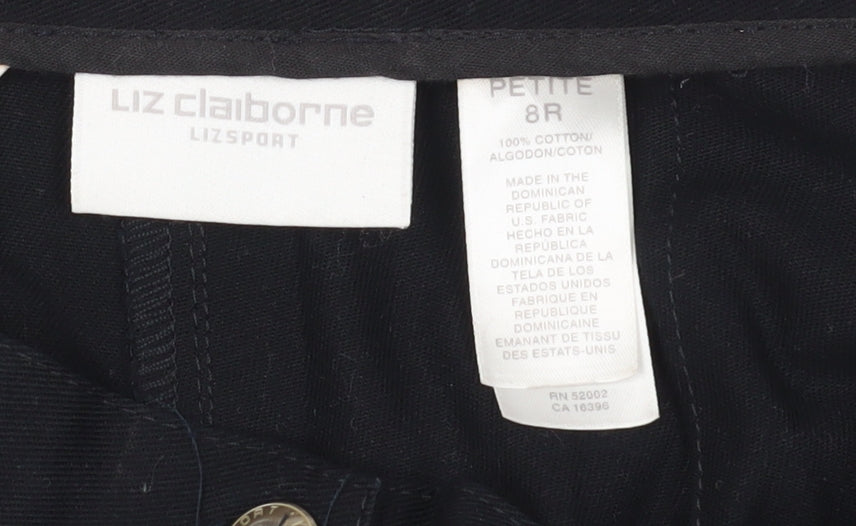 LIZ claiborne
LIZSPORT
PETITE
8R
100% COTTON/
ALGODON/COTON
MADE IN THE
DOMINICAN
REPUBLIC OF
U.S. FABRIC
HECHO EN LA
REPÚBLICA
DOMINICANA DE LA
TELA DE LOS
ESTADOS UNIDOS
FABRIQUE EN
REPUBLIQUE
DOMINICAINE
EMANANT DE TISSU
DES ETATS-UNIS
RN 52002
CA 16396